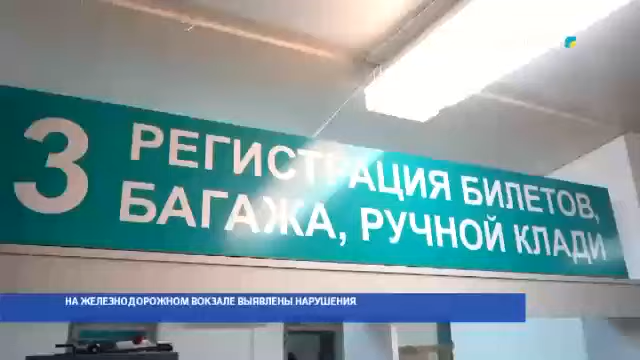 3
РЕГИСТРАЦИЯ БИЛЕТОВ,
БАГАЖА, РУЧНОЙ КЛАДИ
НА ЖЕЛЕЗНОДОРОЖНОМ ВОКЗАЛЕ ВЫЯВЛЕНЫ НАРУШЕНИЯ